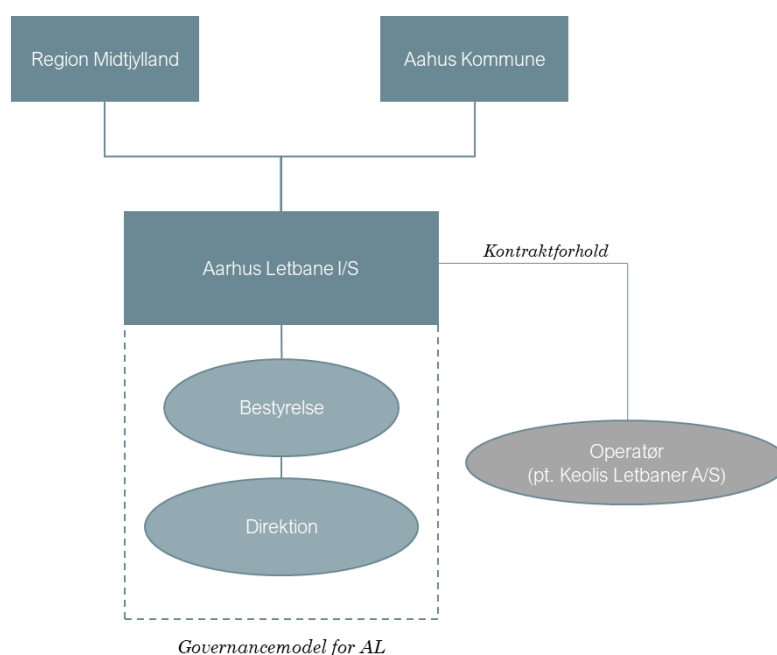 Region Midtjylland
Aahus Kommune
Aarhus Letbane I/S
Kontraktforhold
Bestyrelse
Operatør
(pt. Keolis Letbaner A/S)
Direktion
Governancemodel for AL